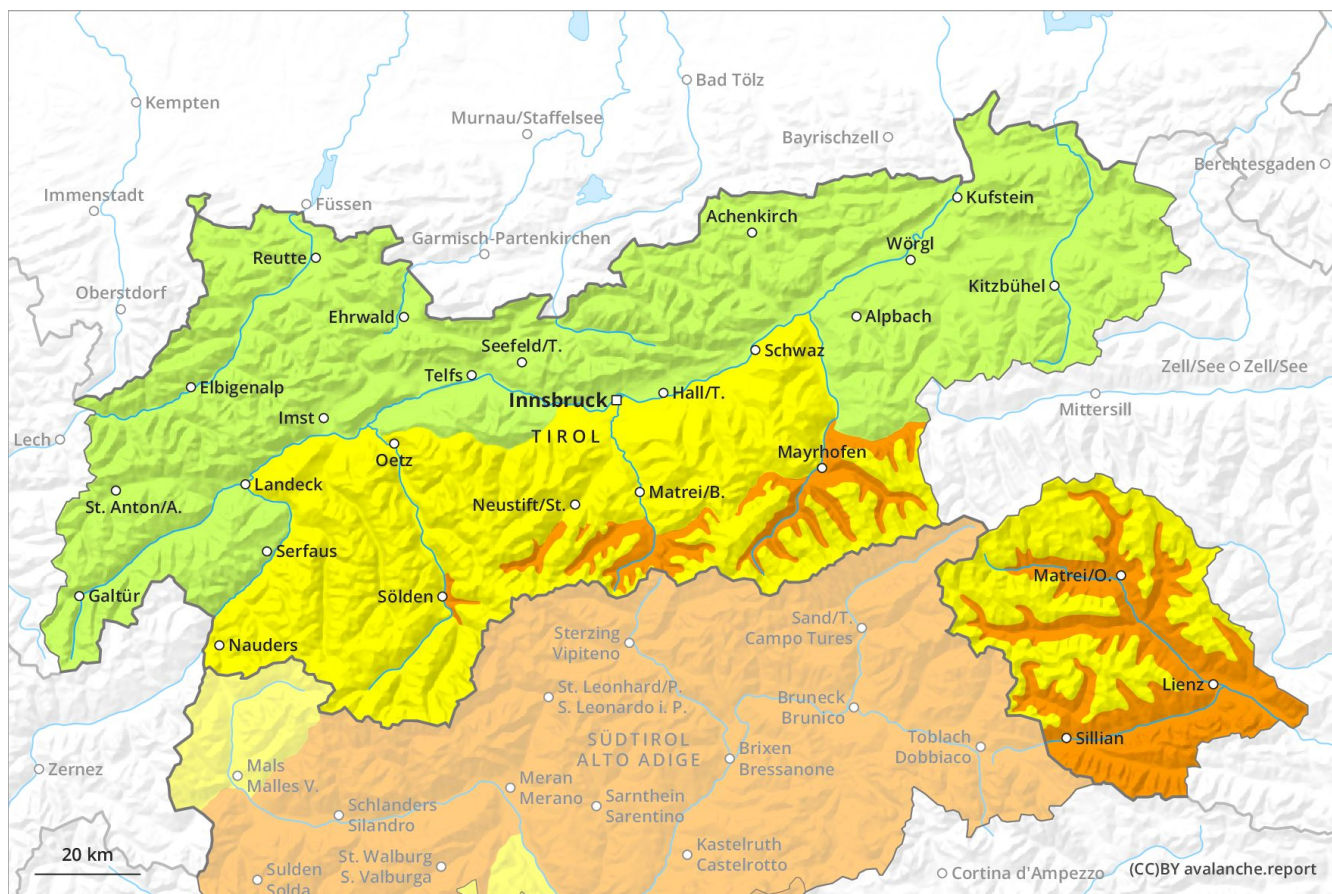 Bad Tölz
Kempten
Murnau/Staffelsee
Bayrischzell
Berchtesgaden
Immenstadt
Füssen
Kufstein
Achenkirch
Garmisch-Partenkirchen
Wörgl
Reutte
Oberstdorf
Kitzbühel
Ehrwald
Alpbach
Seefeld/T.
Schwaz
Telfs
Zell/See
Zell/See
Elbigenalp
Hall/T.
Innsbruck
Mittersill
Imst
Lech
TIROL
Oetz
Mayrhofen
Landeck
Matrei/B.
St. Anton/A.
Neustift/St.
Serfaus
Matrei/O.
Galtür
Sölden
Sand/T.
Campo Tures
Sterzing
Vipiteno
Nauders
Lienz
St. Leonhard/P.
S. Leonardo i. P.
Bruneck
Brunico
SÜDTIROL
ALTO ADIGE
Sillian
Toblach
Dobbiaco
Brixen
Bressanone
Zernez
Mals
Malles V.
Meran
Merano
Sarnthein
Sarentino
Schlanders
Silandro
Kastelruth
Castelrotto
20 km
St. Walburg
S. Valburga
Sulden
Solda
Cortina d'Ampezzo
(CC)BY avalanche.report